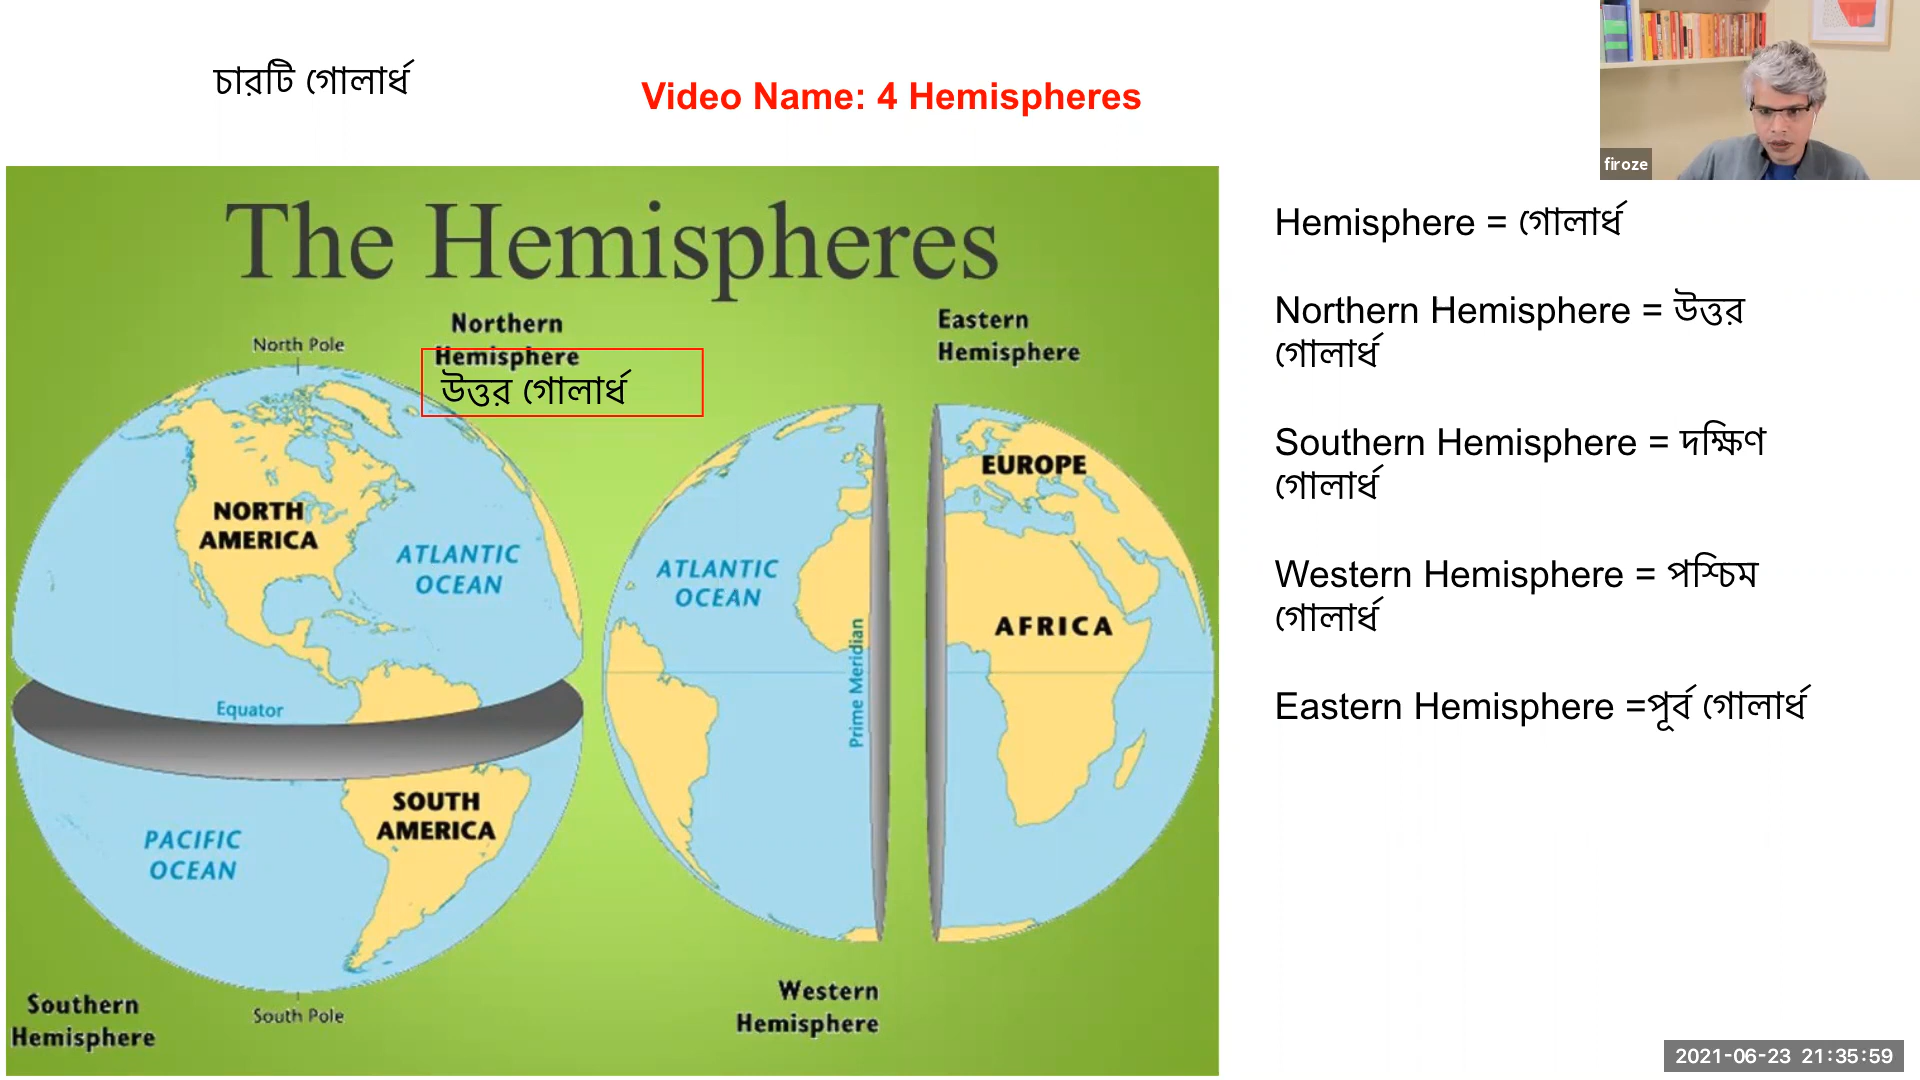 চারটি গোলার্ধ
Video Name: 4 Hemispheres
firoze
The Hemispheres
Northern
Hemisphere
উত্তর গোলার্ধ
North Pole
Eastern
Hemisphere
NORTH
AMERICA
ATLANTIC
OCEAN
Equator
SOUTH
AMERICA
PACIFIC
OCEAN
Southern
Hemisphere
South Pole
ATLANTIC
OCEAN
Prime Meridian
EUROPE
AFRICA
Western
Hemisphere
Hemisphere = গোলার্ধ
Northern Hemisphere = উত্তর
গোলার্ধ
Southern Hemisphere = দক্ষিণ
গোলার্ধ
Western Hemisphere = পশ্চিম
গোলার্ধ
Eastern Hemisphere =পূর্ব গোলার্ধ
2021-06-23 21:35:59